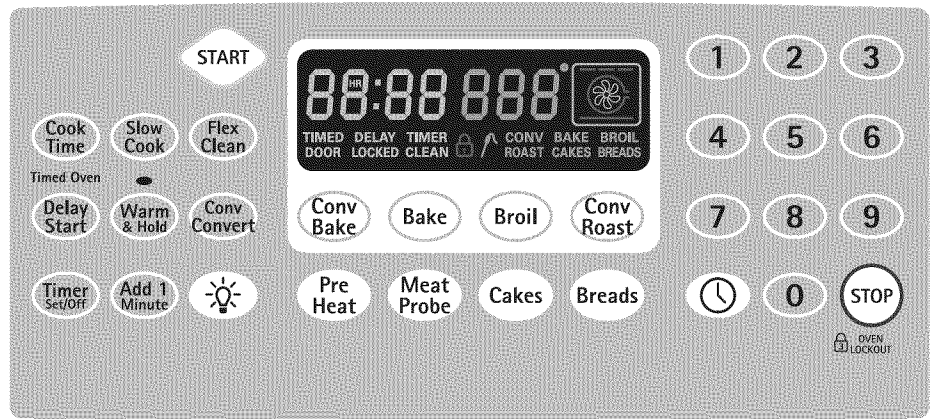 START
88:88 888°
HR
TIMED DELAY TIMER CONV BAKE BROIL
DOOR LOCKED CLEAN ROAST CAKES BREADS
Cook
Time
Slow
Cook
Flex
Clean
Timed Oven
Delay
Start
Warm
& Hold
Conv
Convert
Timer
Set/Off
Add 1
Minute
Conv
Bake
Bake
Broil
Conv
Roast
Pre
Heat
Meat
Probe
Cakes
Breads
1 2 3
4 5 6
7 8 9
0
STOP
3
OVEN
LOCKOUT